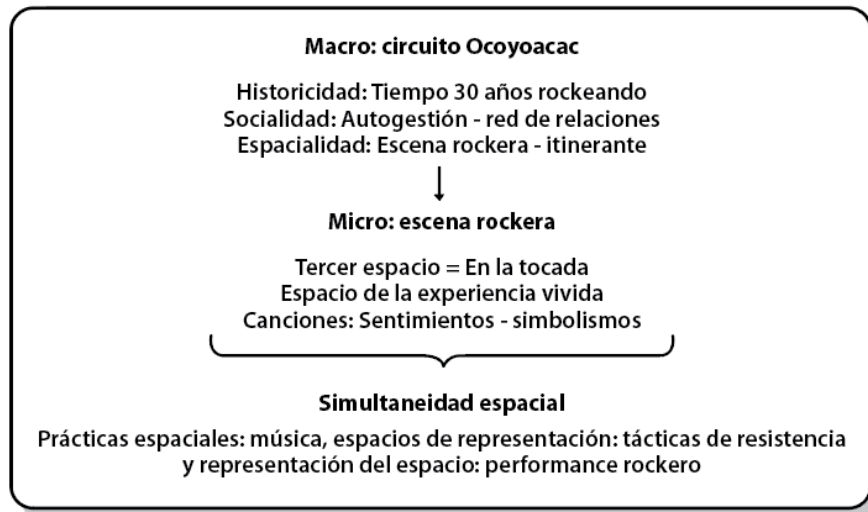 Macro: circuito Ocoyoacac
Historicidad: Tiempo 30 años rockeando
Socialidad: Autogestión - red de relaciones
Espacialidad: Escena rockera - itinerante
Micro: escena rockera
Tercer espacio = En la tocada
Espacio de la experiencia vivida
Canciones: Sentimientos - simbolismos
Simultaneidad espacial
Prácticas espaciales: música, espacios de representación: tácticas de resistencia
y representación del espacio: performance rockero